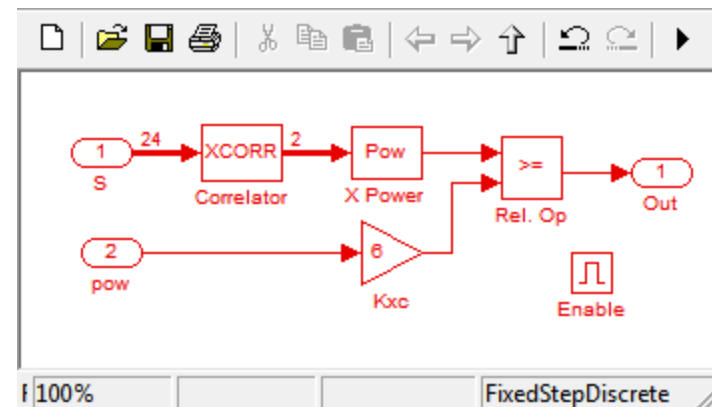 1
24
XCORR
2
Pow
>=
1
S
Correlator
X Power
Rel. Op
Out
2
6
pow
Kxc
Enable
100%
FixedStepDiscrete